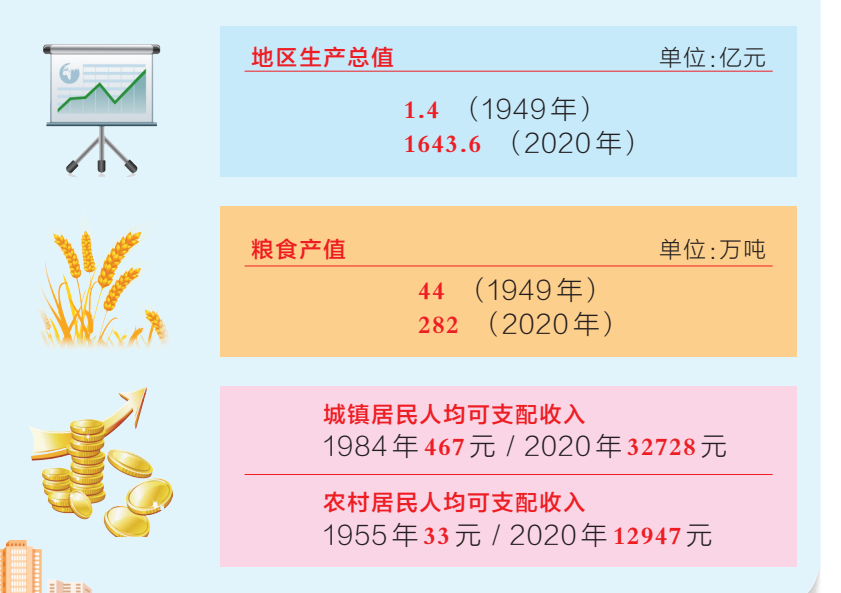 地区生产总值 单位:亿元
1.4 （1949年）
1643.6 （2020年）
粮食产值 单位:万吨
44 （1949年）
282 （2020年）
城镇居民人均可支配收入
1984年467元 / 2020年32728元
农村居民人均可支配收入
1955年33元 / 2020年12947元